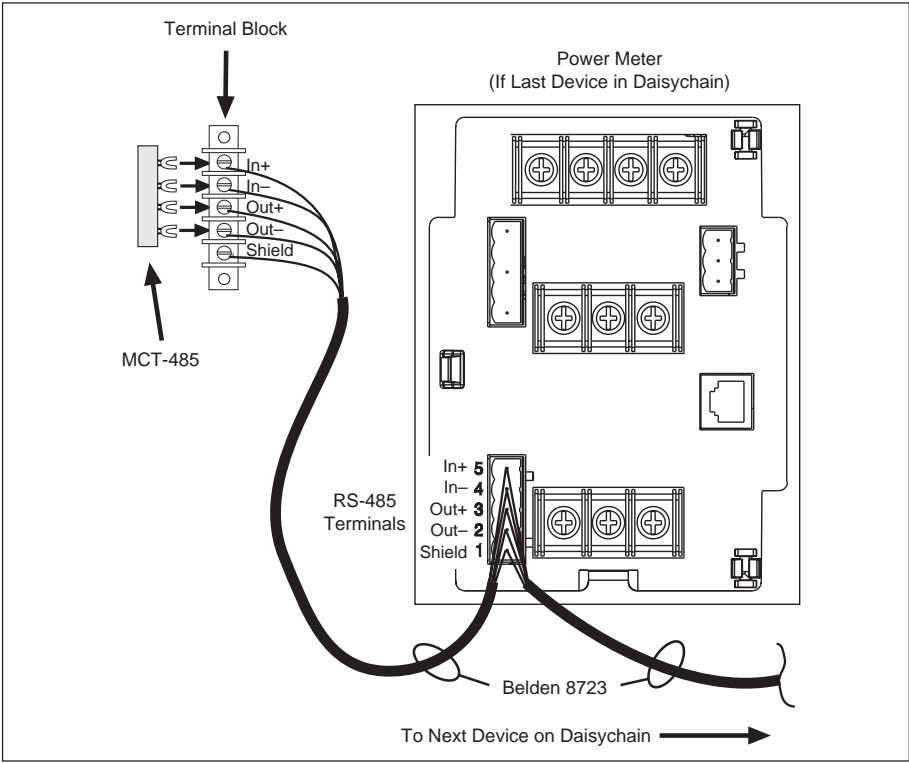 Terminal Block
Power Meter
(If Last Device in Daisychain)
In+
In–
Out+
Out–
Shield
MCT-485
RS-485
Terminals
In+ 5
In– 4
Out+ 3
Out– 2
Shield 1
Belden 8723
To Next Device on Daisychain